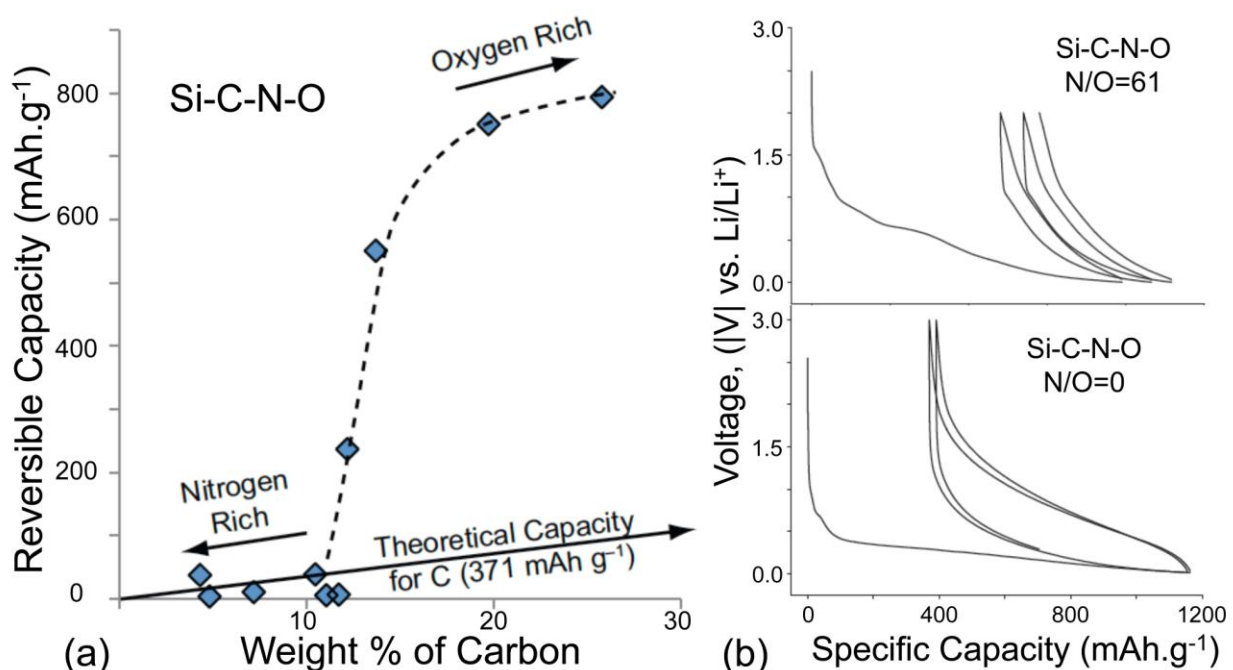 Reversible Capacity (mAh.g⁻¹)
800
600
400
200
0
Si-C-N-O
Oxygen Rich
Nitrogen
Rich
Theoretical Capacity
for C (371 mAh g⁻¹)
10
20
30
(a)
Weight % of Carbon
Voltage, (|V| vs. Li/Li⁺)
3.0
1.5
0.0
Si-C-N-O
N/O=61
3.0
1.5
0.0
Si-C-N-O
N/O=0
0
400
800
1200
(b)
Specific Capacity (mAh.g⁻¹)